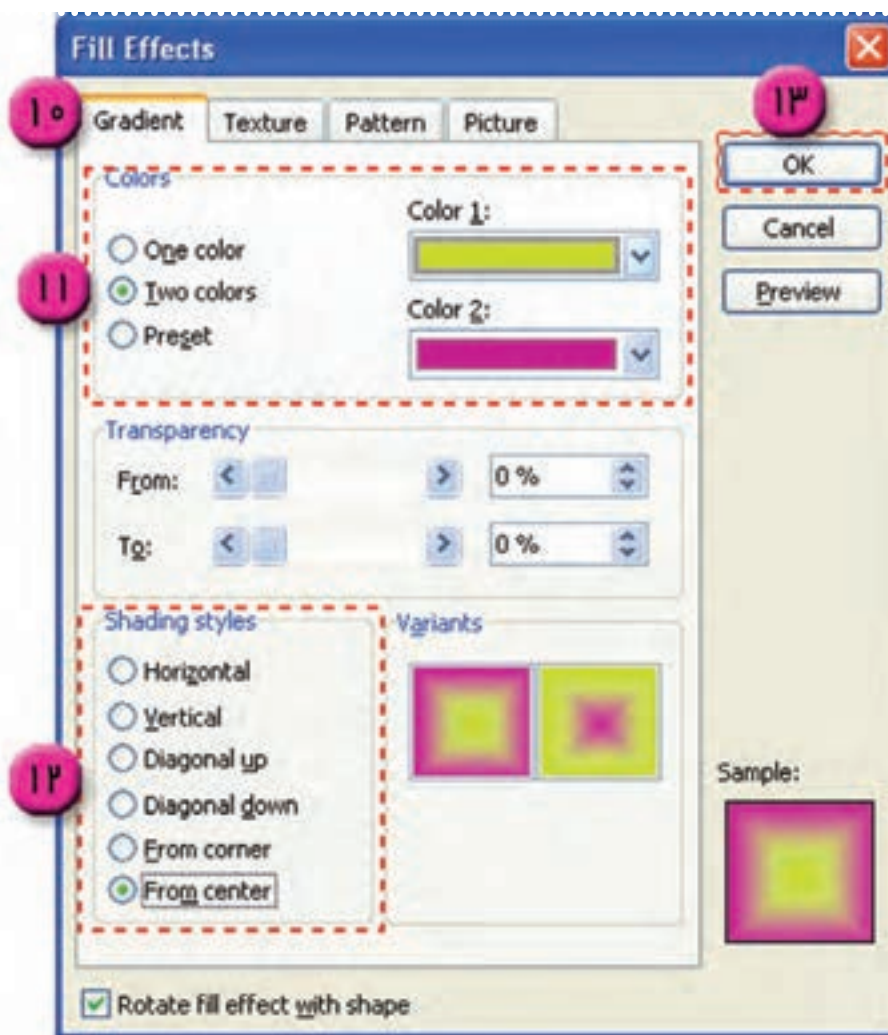 Fill Effects
۱۰
Gradient Texture Pattern Picture
۱۳
OK
Cancel
Preview
Colors
۱۱
One color
Two colors
Preset
Color 1:
Color 2:
Transparency
From: 0 %
To: 0 %
۱۲
Shading styles
Horizontal
Vertical
Diagonal up
Diagonal down
From corner
From center
Variants
Sample:
Rotate fill effect with shape